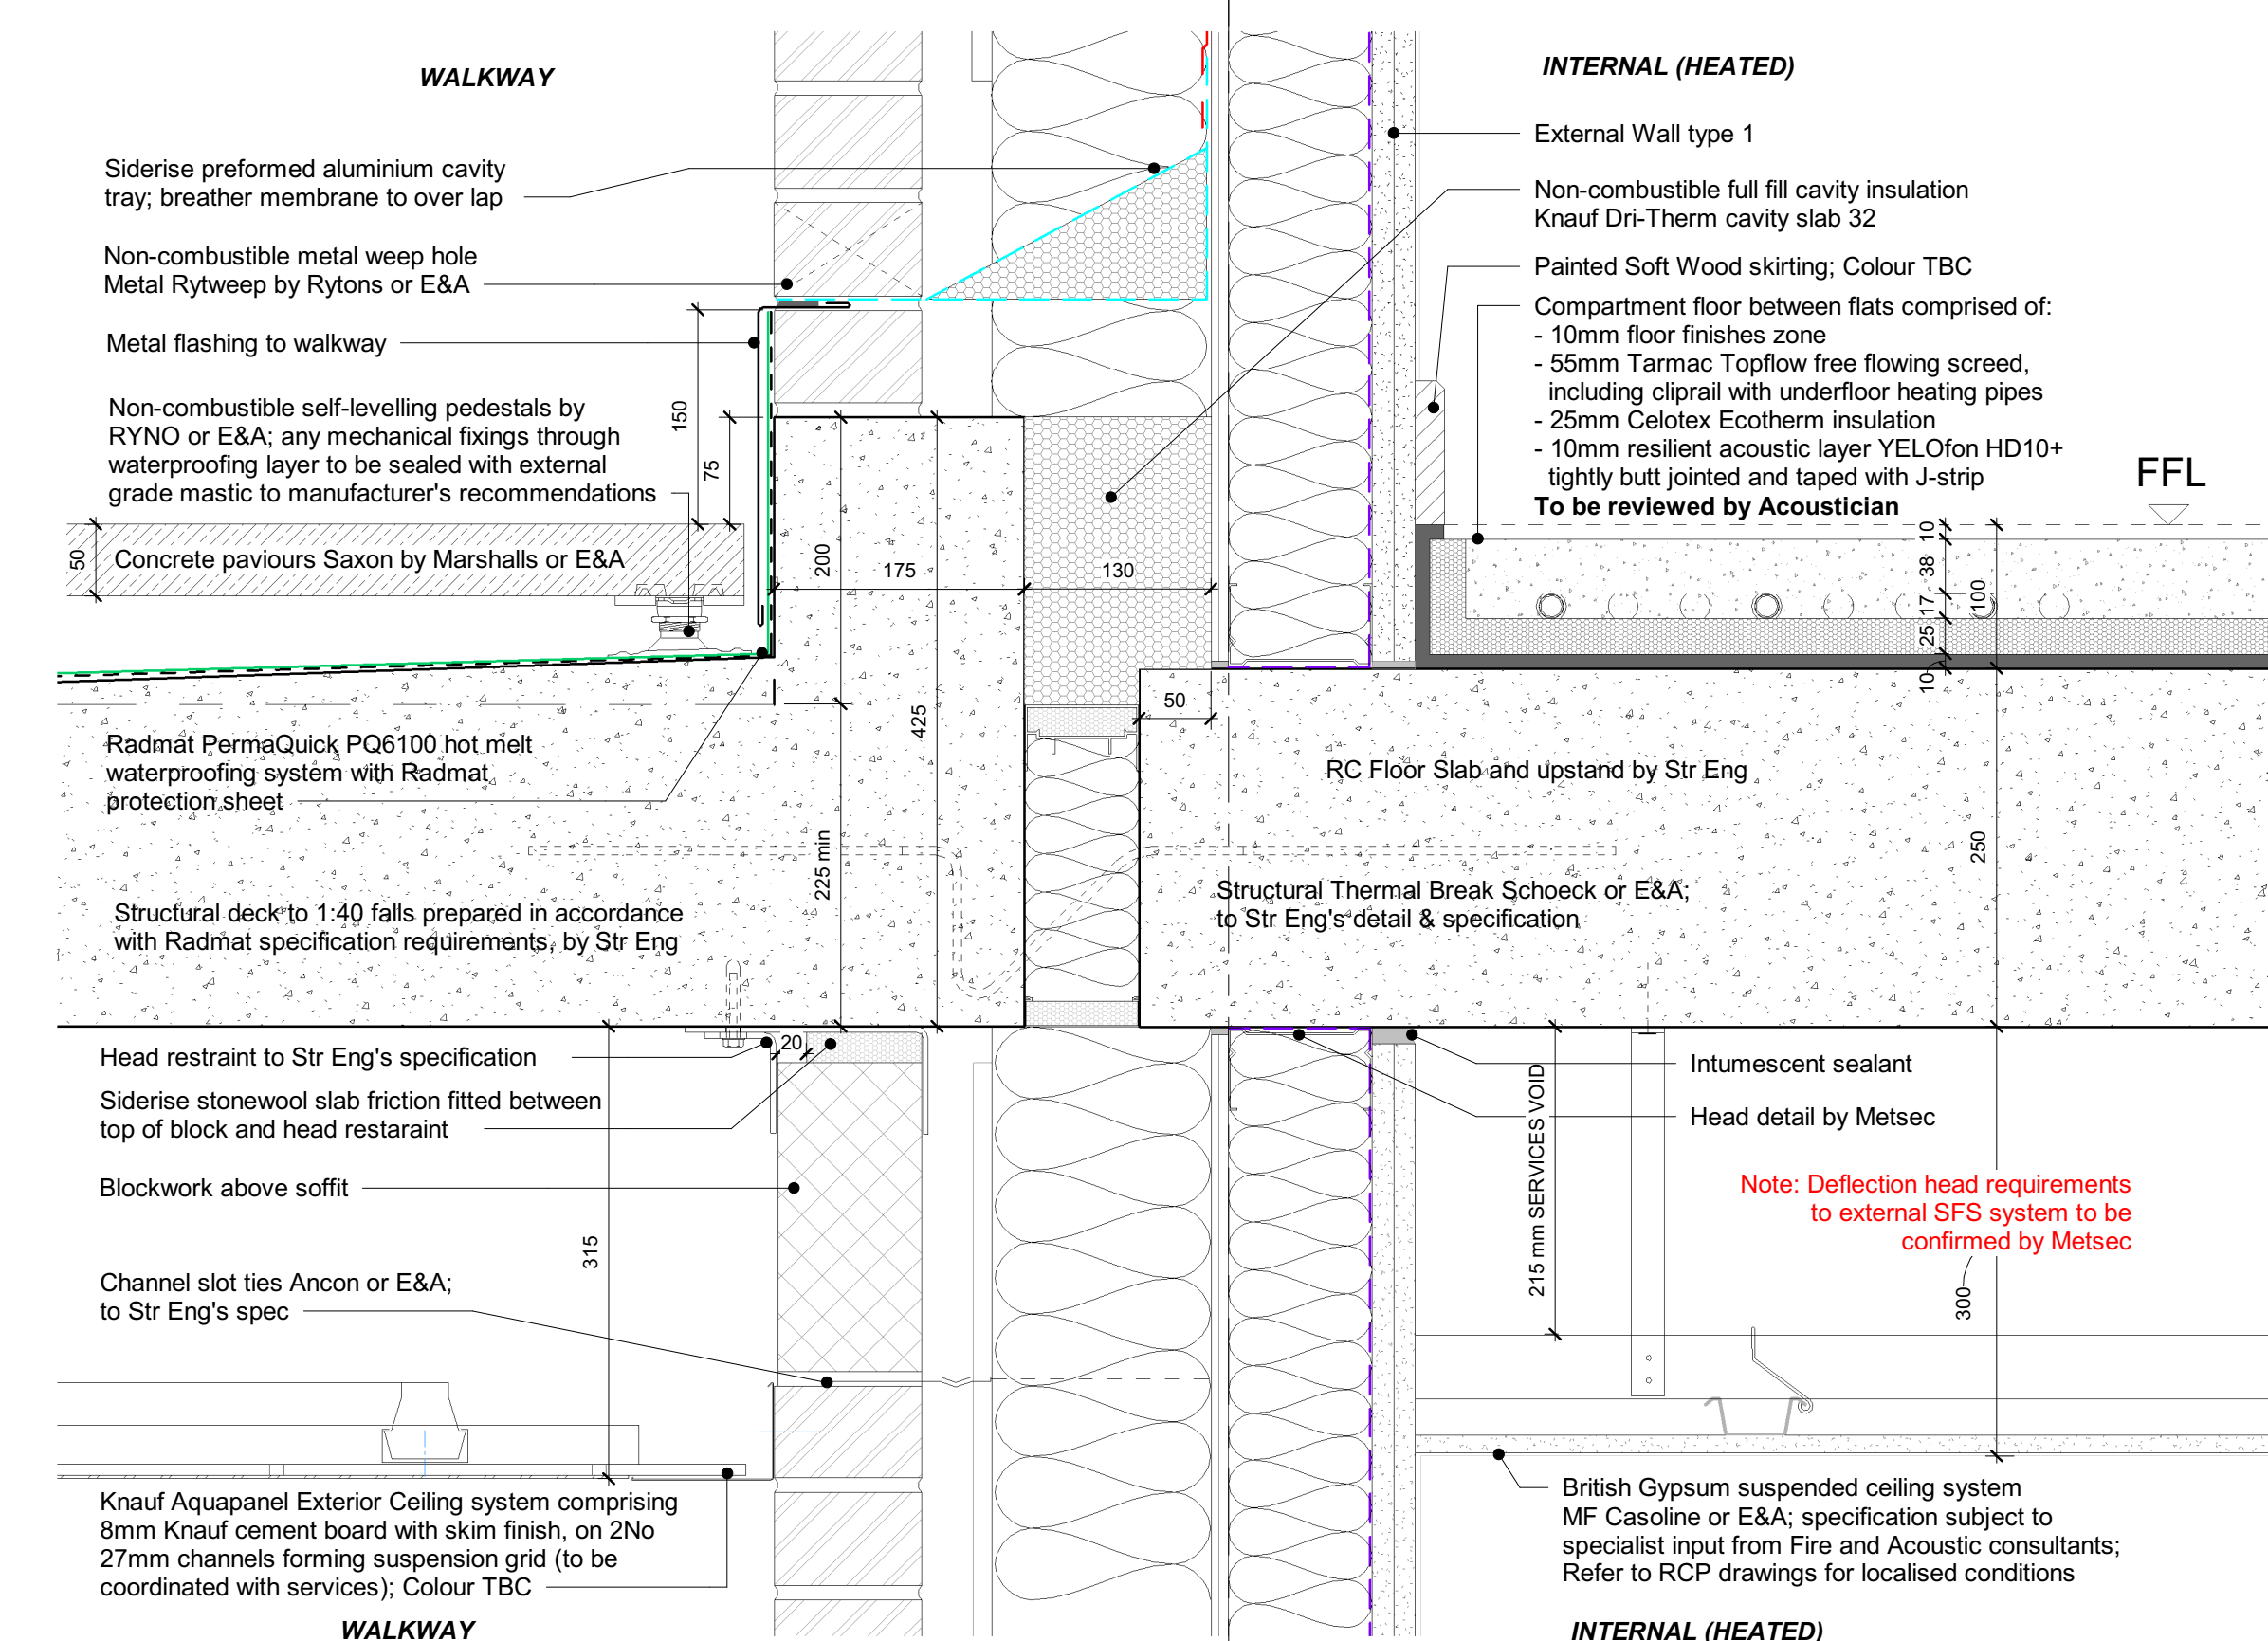 WALKWAY
Siderise preformed aluminium cavity
tray; breather membrane to over lap
Non-combustible metal weep hole
Metal Rytweep by Rytons or E&A
Metal flashing to walkway
Non-combustible self-levelling pedestals by
RYNO or E&A; any mechanical fixings through
waterproofing layer to be sealed with external
grade mastic to manufacturer's recommendations
150
75
50
Concrete paviours Saxon by Marshalls or E&A
200
175
130
425
50
Radmat PermaQuick PQ6100 hot melt
waterproofing system with Radmat
protection sheet
225 min
Structural deck to 1:40 falls prepared in accordance
with Radmat specification requirements, by Str Eng
INTERNAL (HEATED)
External Wall type 1
Non-combustible full fill cavity insulation
Knauf Dri-Therm cavity slab 32
Painted Soft Wood skirting; Colour TBC
Compartment floor between flats comprised of:
- 10mm floor finishes zone
- 55mm Tarmac Topflow free flowing screed,
including cliprail with underfloor heating pipes
- 25mm Celotex Ecotherm insulation
- 10mm resilient acoustic layer YELOfon HD10+
tightly butt jointed and taped with J-strip
To be reviewed by Acoustician
FFL
10
38
17
25
10
100
RC Floor Slab and upstand by Str Eng
250
Structural Thermal Break Schoeck or E&A;
to Str Eng's detail & specification
Head restraint to Str Eng's specification
20
Siderise stonewool slab friction fitted between
top of block and head restaraint
Blockwork above soffit
315
Channel slot ties Ancon or E&A;
to Str Eng's spec
Knauf Aquapanel Exterior Ceiling system comprising
8mm Knauf cement board with skim finish, on 2No
27mm channels forming suspension grid (to be
coordinated with services); Colour TBC
WALKWAY
Intumescent sealant
Head detail by Metsec
215 mm SERVICES VOID
Note: Deflection head requirements
to external SFS system to be
confirmed by Metsec
300
British Gypsum suspended ceiling system
MF Casoline or E&A; specification subject to
specialist input from Fire and Acoustic consultants;
Refer to RCP drawings for localised conditions
INTERNAL (HEATED)